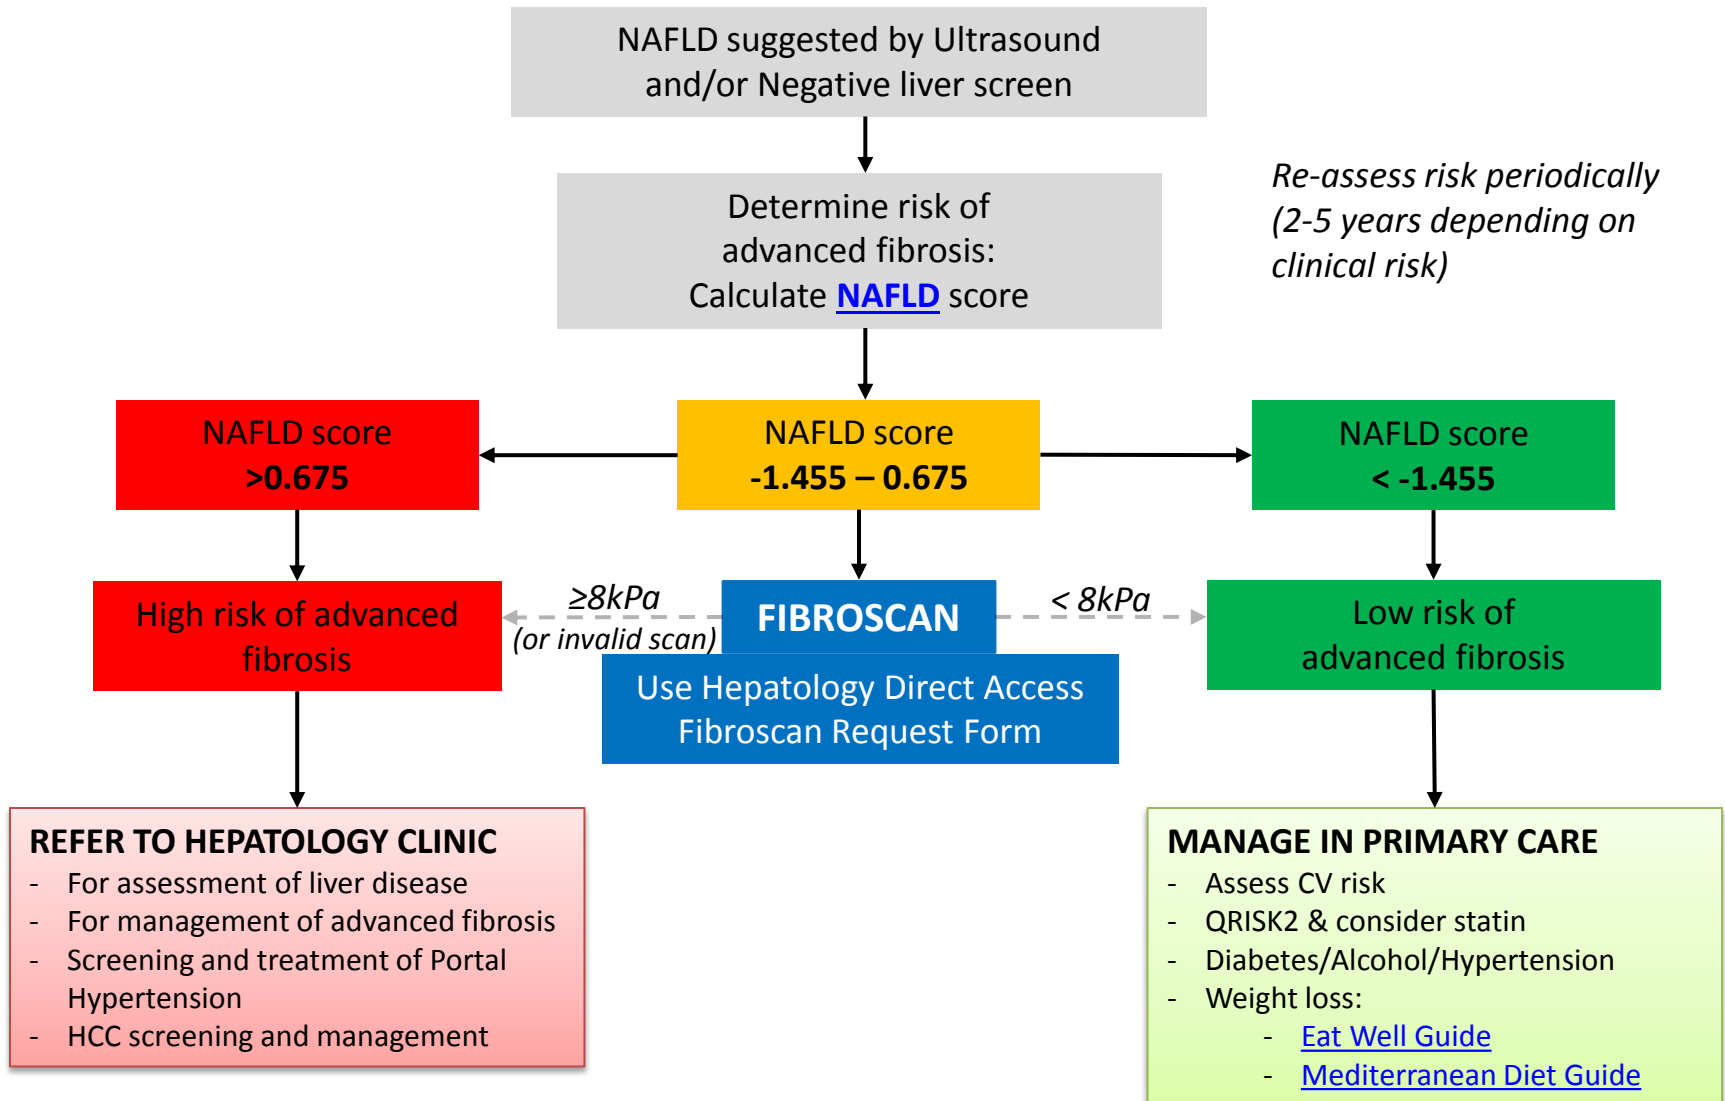 NAFLD suggested by Ultrasound
and/or Negative liver screen
Determine risk of
advanced fibrosis:
Calculate NAFLD score
Re-assess risk periodically
(2-5 years depending on
clinical risk)
NAFLD score
>0.675
NAFLD score
-1.455 – 0.675
NAFLD score
< -1.455
High risk of advanced
fibrosis
≥8kPa
(or invalid scan)
FIBROSCAN
< 8kPa
Low risk of
advanced fibrosis
Use Hepatology Direct Access
Fibroscan Request Form
REFER TO HEPATOLOGY CLINIC
- For assessment of liver disease
- For management of advanced fibrosis
- Screening and treatment of Portal
Hypertension
- HCC screening and management
MANAGE IN PRIMARY CARE
- Assess CV risk
- QRISK2 & consider statin
- Diabetes/Alcohol/Hypertension
- Weight loss:
- Eat Well Guide
- Mediterranean Diet Guide